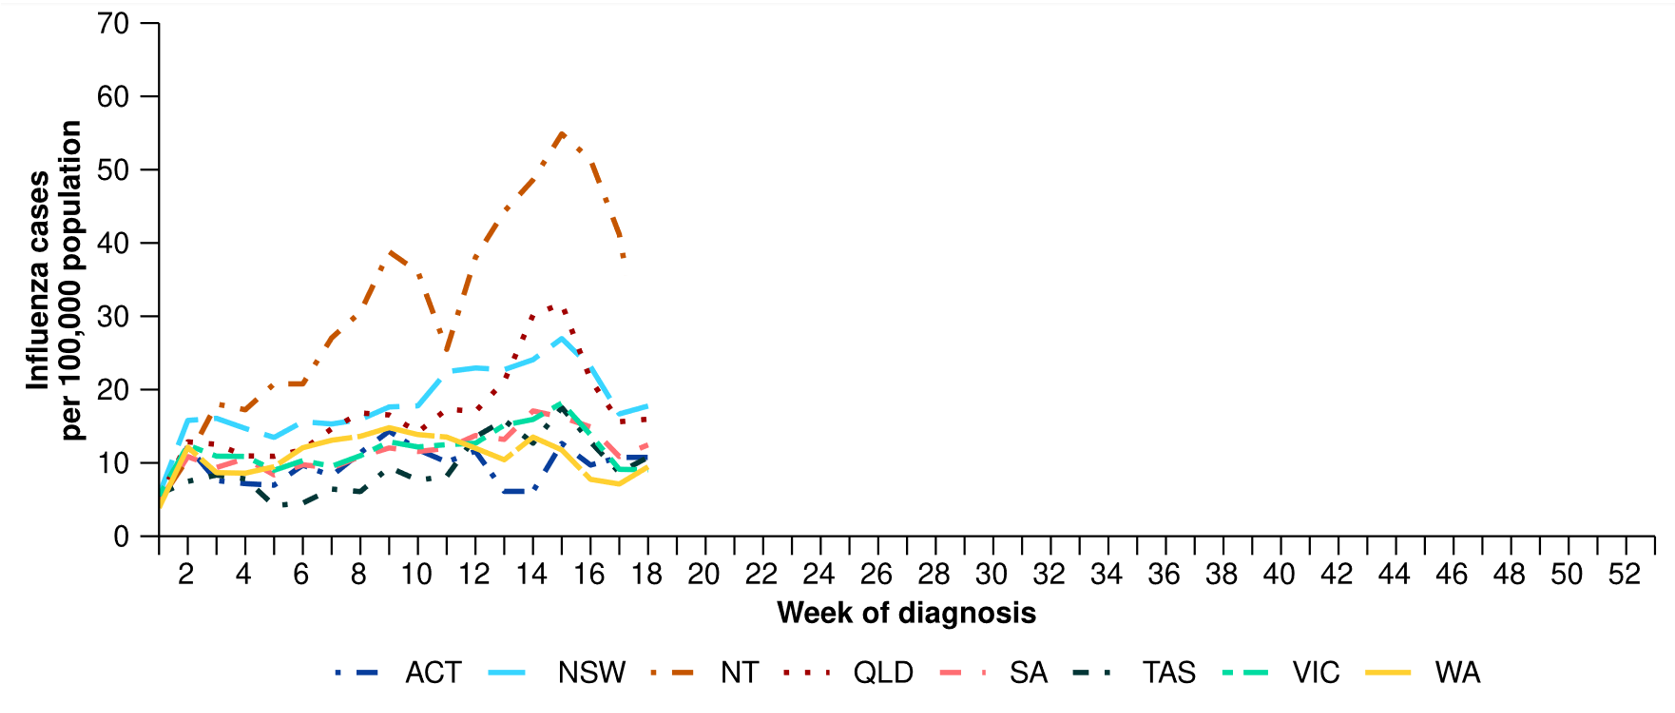 70
60
50
40
30
20
10
0
Influenza cases
per 100,000 population
2 4 6 8 10 12 14 16 18 20 22 24 26 28 30 32 34 36 38 40 42 44 46 48 50 52
Week of diagnosis
ACT NSW NT QLD SA TAS VIC WA